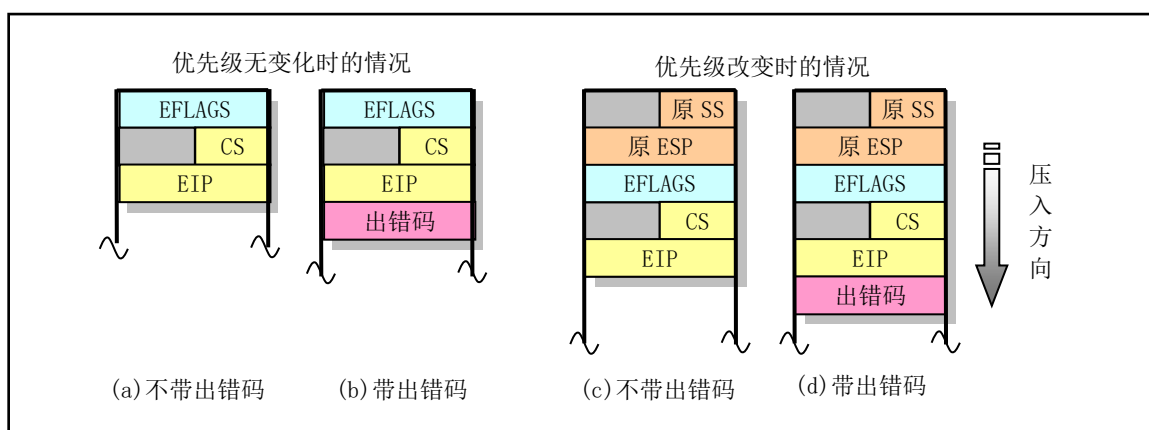 优先级无变化时的情况
EFLAGS
CS
EIP
EFLAGS
CS
EIP
出错码
(a)不带出错码
(b)带出错码
优先级改变时的情况
原 SS
原 ESP
EFLAGS
CS
EIP
原 SS
原 ESP
EFLAGS
CS
EIP
出错码
(c)不带出错码
(d)带出错码
压入方向